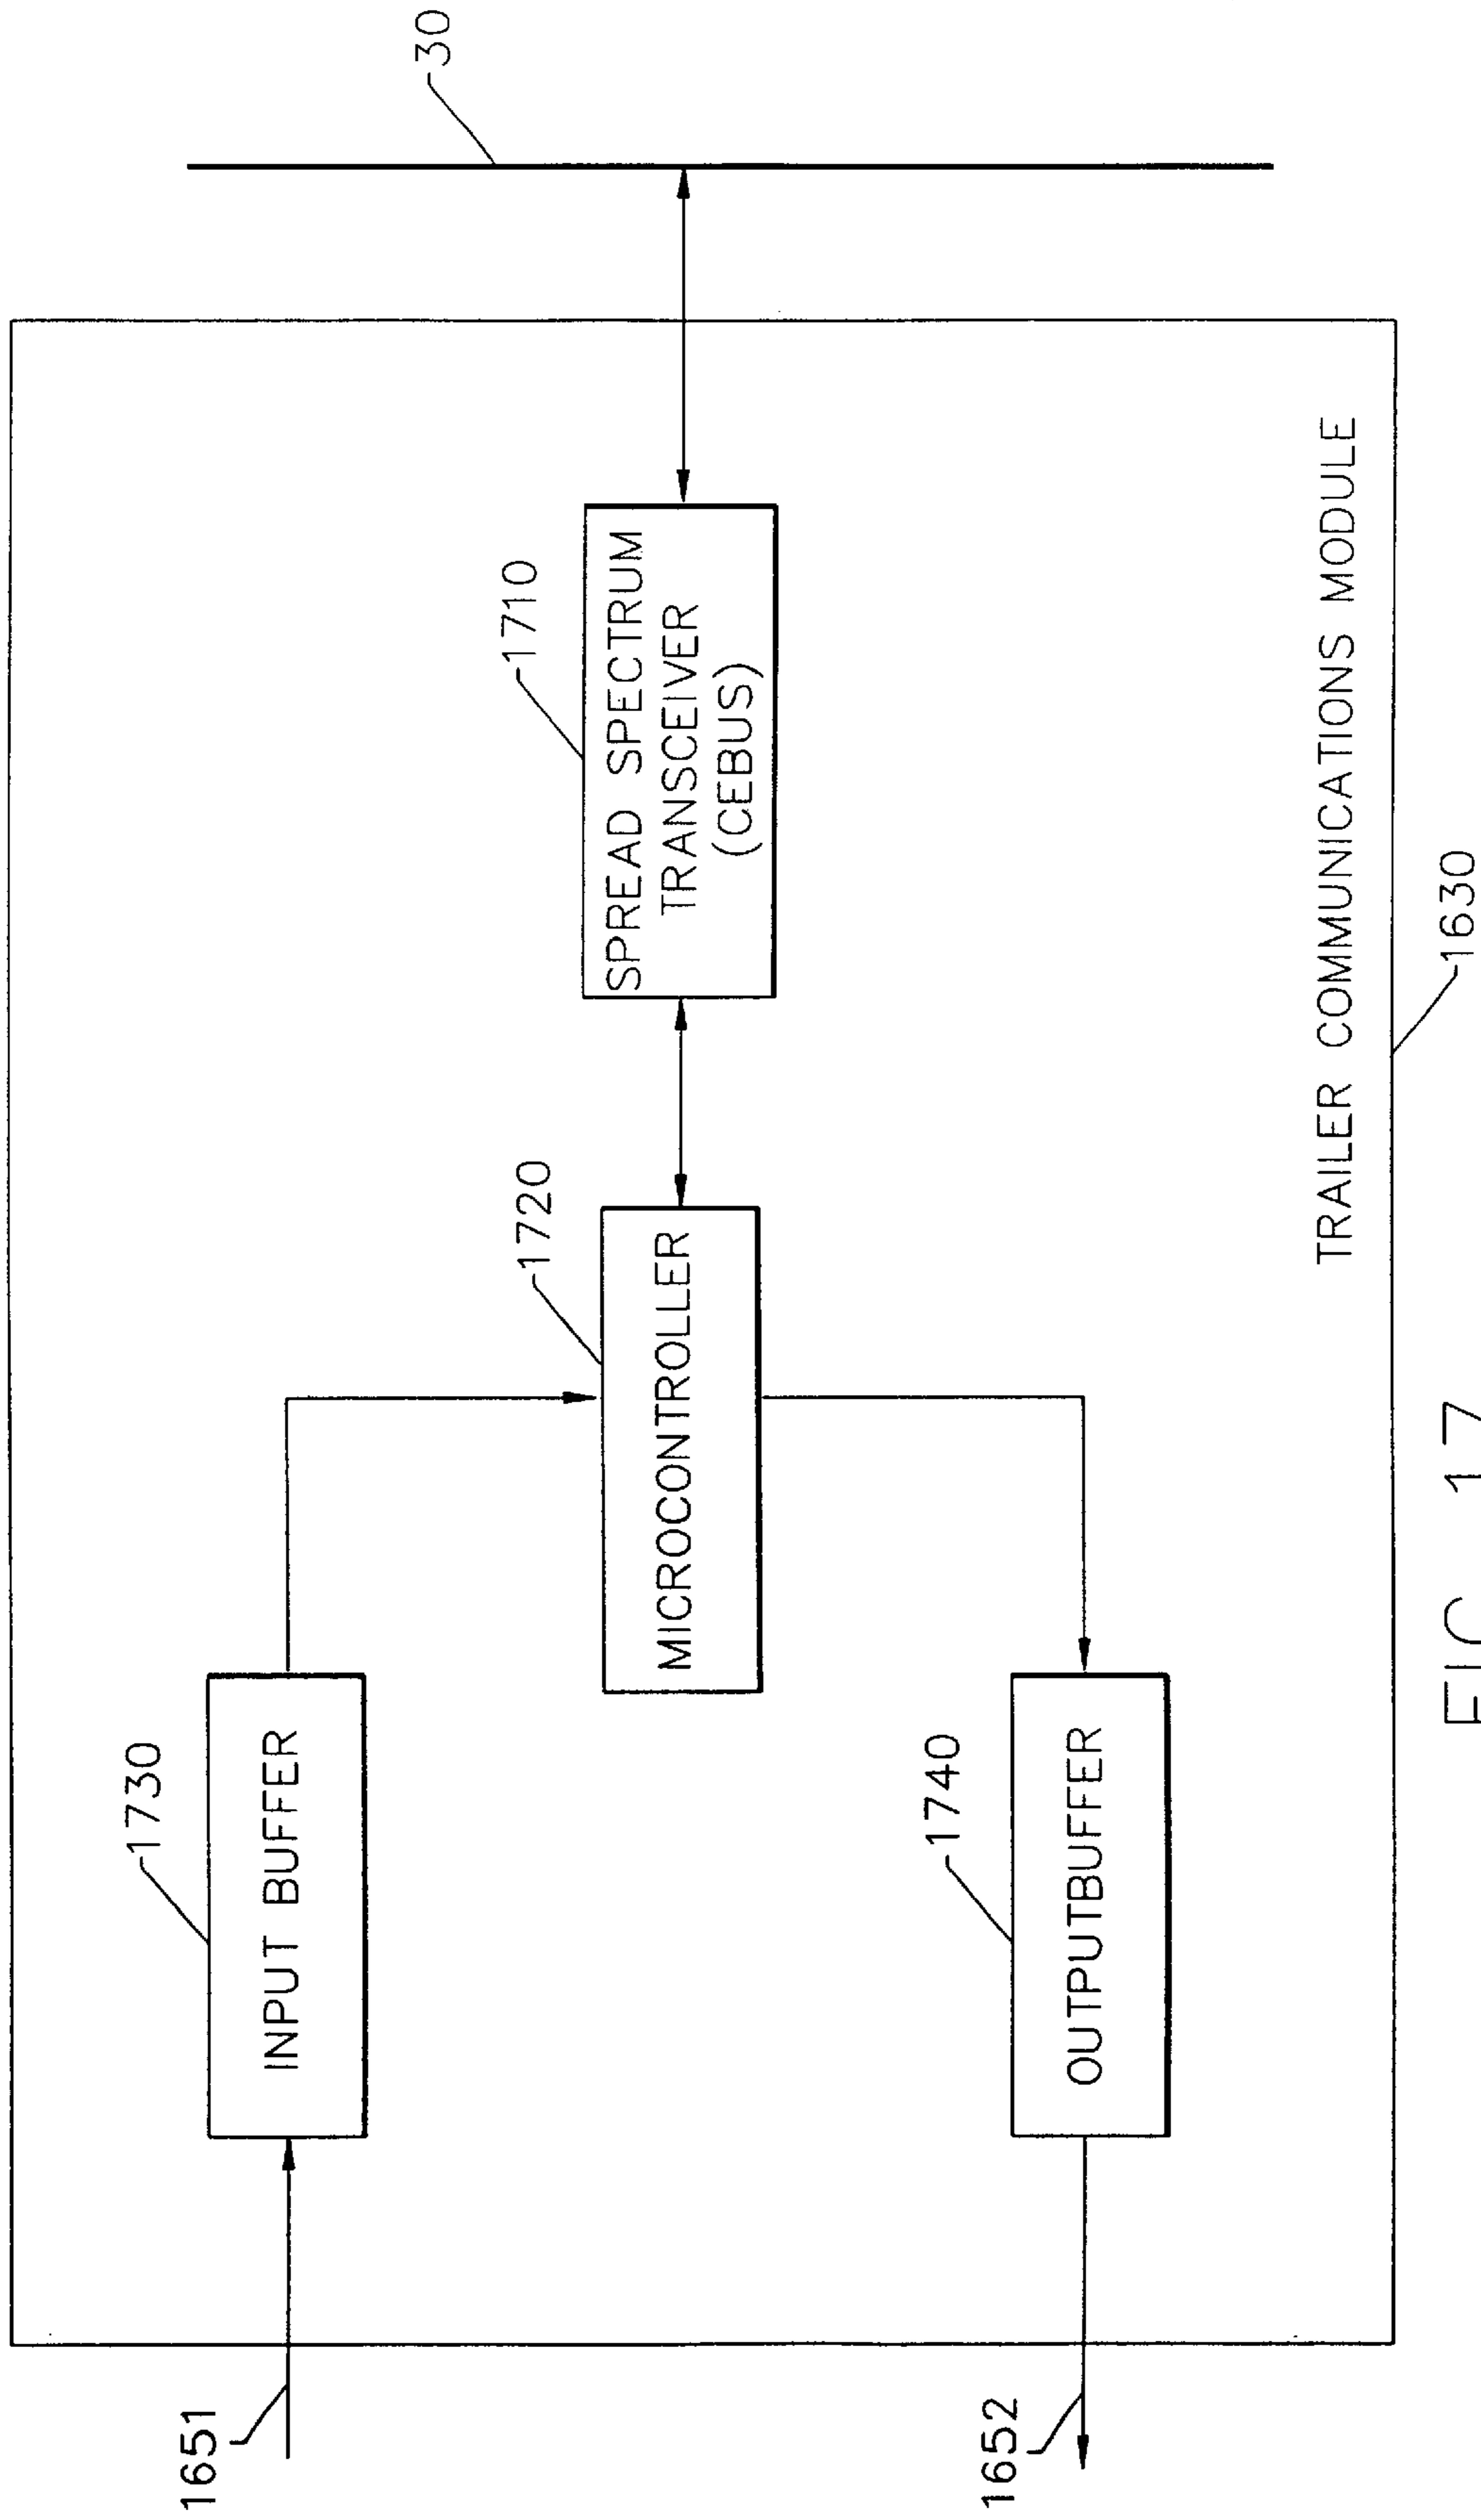 30
1710
SPREAD SPECTRUM
TRANSCEIVER
(CEBUS)
1720
MICROCONTROLLER
1730
INPUT BUFFER
1740
OUTPUTBUFFER
1651
1652
TRAILER COMMUNICATIONS MODULE
1630
FIG. 17